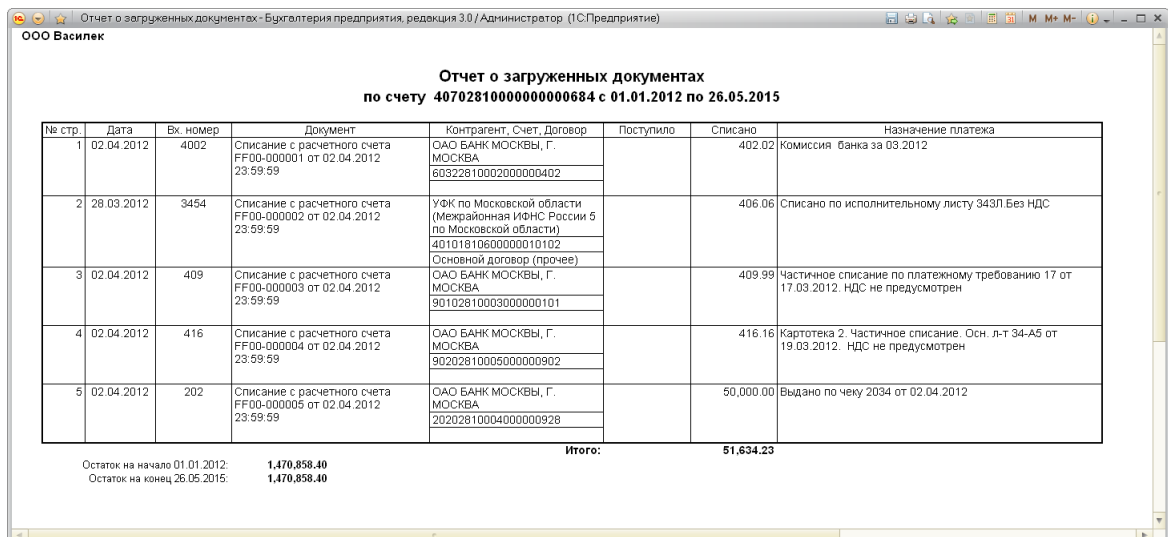 Отчет о загруженных документах - Бухгалтерия предприятия, редакция 3.0 / Администратор (1С:Предприятие)
M M+ M-
ООО Василек
Отчет о загруженных документах
по счету 40702810000000000684 с 01.01.2012 по 26.05.2015
№ стр. Дата Вх. номер Документ Контрагент, Счет, Договор Поступило Списано Назначение платежа
1 02.04.2012 4002 Списание с расчетного счета ОАО БАНК МОСКВЫ, Г. 402.02 Комиссия банка за 03.2012
FF00-000001 от 02.04.2012 МОСКВА
23:59:59 60322810002000000402
2 28.03.2012 3454 Списание с расчетного счета УФК по Московской области 406.06 Списано по исполнительному листу 343Л.Без НДС
FF00-000002 от 02.04.2012 (Межрайонная ИФНС России 5
23:59:59 по Московской области)
40101810600000010102
Основной договор (прочее)
3 02.04.2012 409 Списание с расчетного счета ОАО БАНК МОСКВЫ, Г. 409.99 Частичное списание по платежному требованию 17 от
FF00-000003 от 02.04.2012 МОСКВА 17.03.2012. НДС не предусмотрен
23:59:59 90102810003000000101
4 02.04.2012 416 Списание с расчетного счета ОАО БАНК МОСКВЫ, Г. 416.16 Картотека 2. Частичное списание. Осн. л-т 34-А5 от
FF00-000004 от 02.04.2012 МОСКВА 19.03.2012. НДС не предусмотрен
23:59:59 90202810005000000902
5 02.04.2012 202 Списание с расчетного счета ОАО БАНК МОСКВЫ, Г. 50,000.00 Выдано по чеку 2034 от 02.04.2012
FF00-000005 от 02.04.2012 МОСКВА
23:59:59 20202810004000000928
Итого: 51,634.23
Остаток на начало 01.01.2012: 1,470,858.40
Остаток на конец 26.05.2015: 1,470,858.40